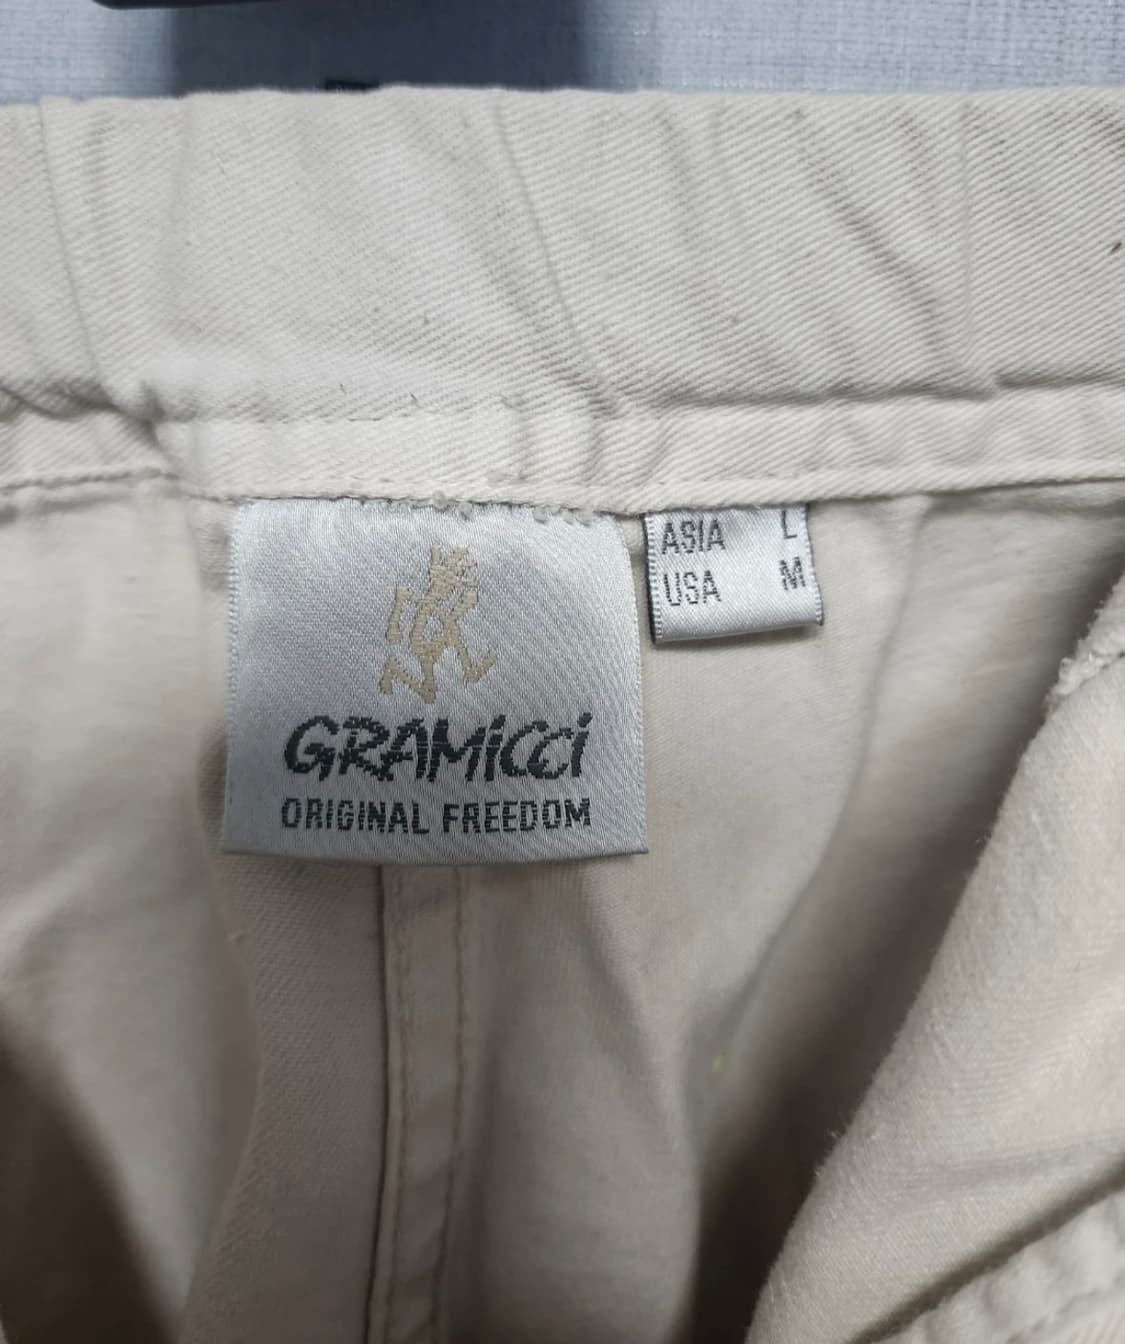 GRAMiCCi
ORIGINAL FREEDOM
ASIA L
USA M